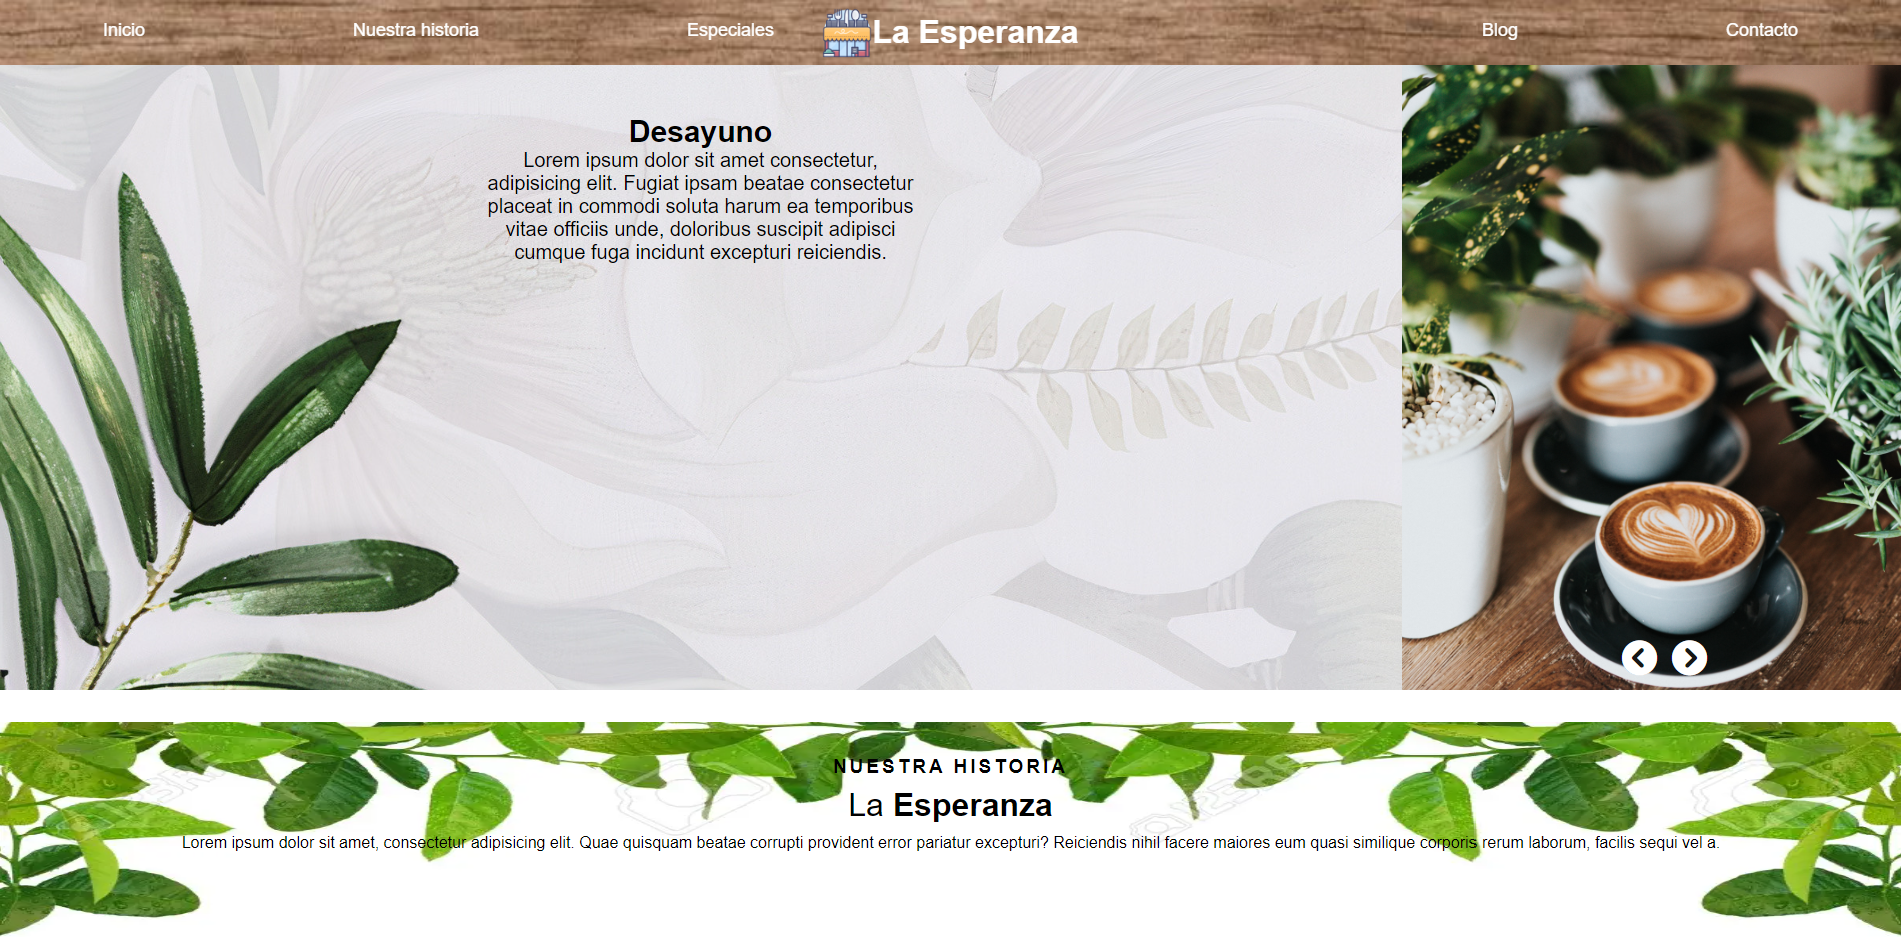 Inicio
Nuestra historia
Especiales
La Esperanza
Blog
Contacto
Desayuno
Lorem ipsum dolor sit amet consectetur,
adipisicing elit. Fugiat ipsam beatae consectetur
placeat in commodi soluta harum ea temporibus
vitae officiis unde, doloribus suscipit adipisci
cumque fuga incidunt excepturi reiciendis.
NUESTRA HISTORIA
La Esperanza
Lorem ipsum dolor sit amet, consectetur adipisicing elit. Quae quisquam beatae corrupti provident error pariatur excepturi? Reiciendis nihil facere maiores eum quasi similique corporis rerum laborum, facilis sequi vel a.